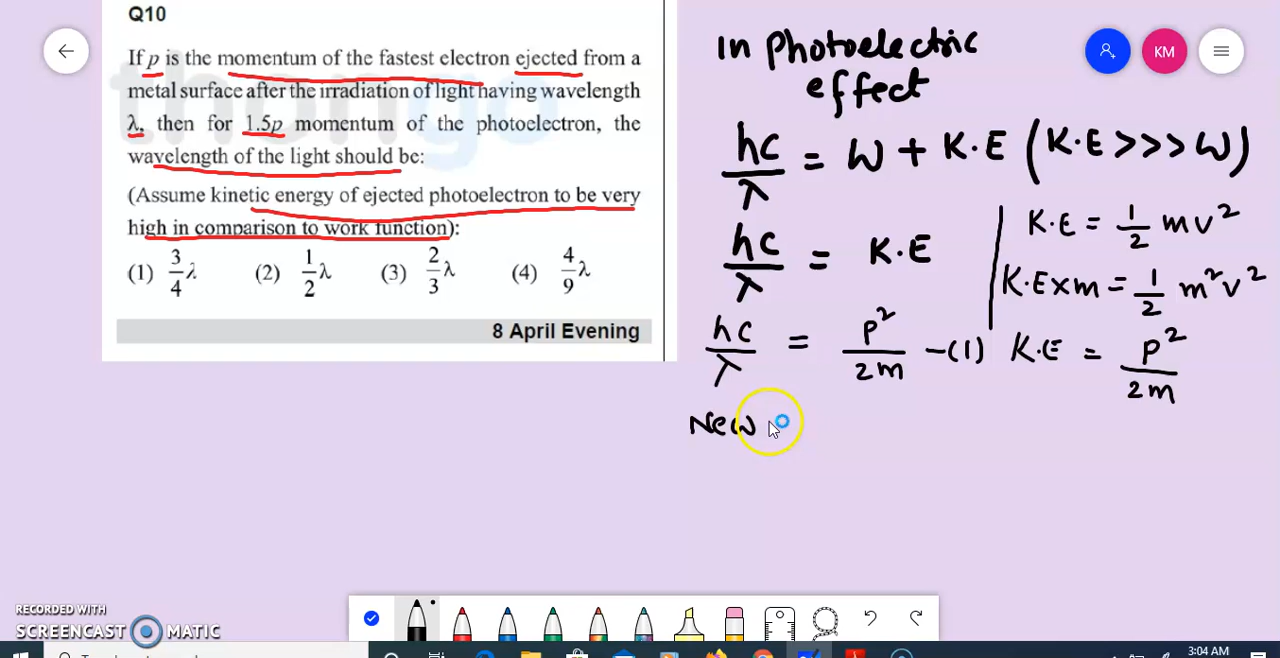 Q10
If p is the momentum of the fastest electron ejected from a
metal surface after the irradiation of light having wavelength
λ, then for 1.5p momentum of the photoelectron, the
wavelength of the light should be:
(Assume kinetic energy of ejected photoelectron to be very
high in comparison to work function):
(1) 3/4 λ (2) 1/2 λ (3) 2/3 λ (4) 4/9 λ
8 April Evening
In Photoelectric
effect
hc/λ = W + K.E (K.E >>> W)
hc/λ = K.E
hc/λ = P²/2m -(1)
New
K.E = 1/2 mv²
K.E×m = 1/2 m²v²
K.E = P²/2m
KM
RECORDED WITH
SCREENCAST MATIC
3:04 AM